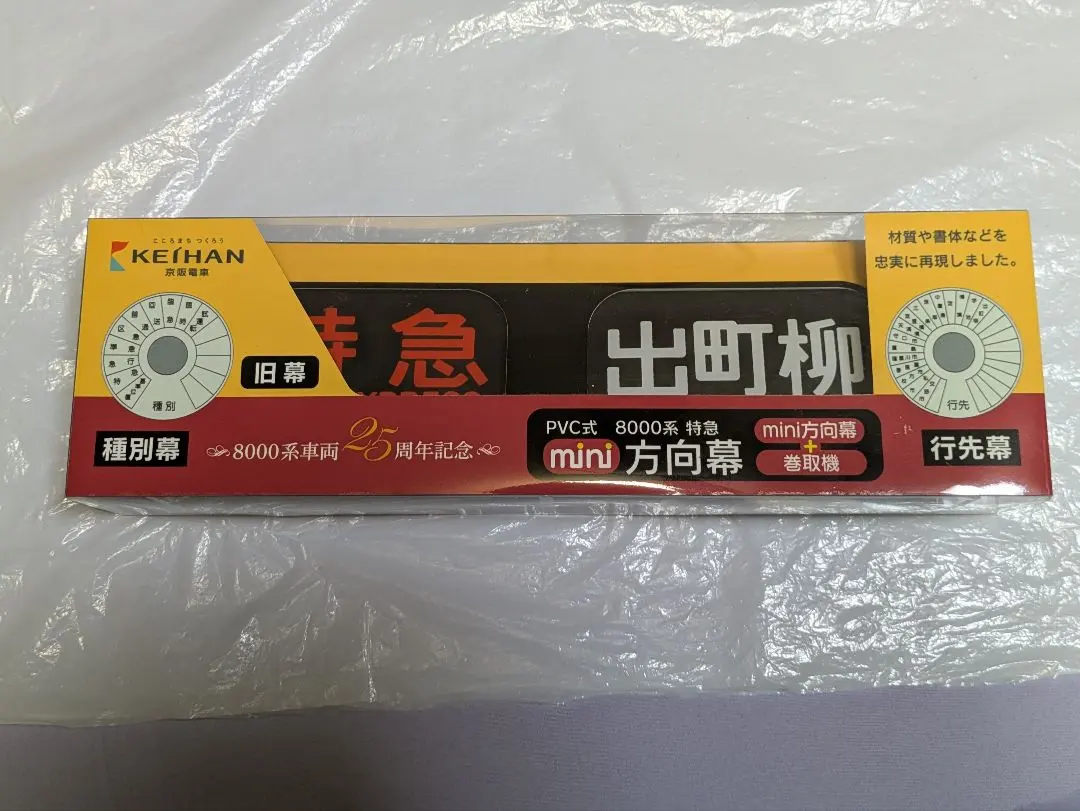 こころまち つくろう
KEIHAN
京阪電車
種別
旧幕
種別幕
特急
出町柳
8000系車両25周年記念
PVC式 8000系 特急
mini 方向幕
mini方向幕
+
巻取機
材質や書体などを
忠実に再現しました。
行先
行先幕